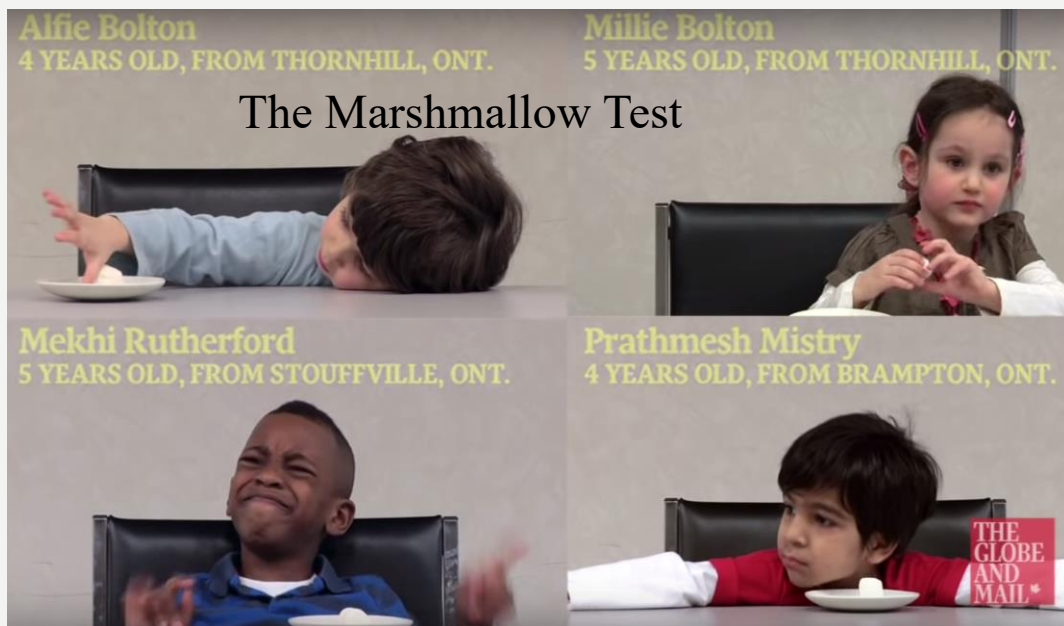 Alfie Bolton
4 YEARS OLD, FROM THORNHILL, ONT.
Millie Bolton
5 YEARS OLD, FROM THORNHILL, ONT.
The Marshmallow Test
Mekhi Rutherford
5 YEARS OLD, FROM STOUFFVILLE, ONT.
Prathmesh Mistry
4 YEARS OLD, FROM BRAMPTON, ONT.
THE
GLOBE
AND
MAIL